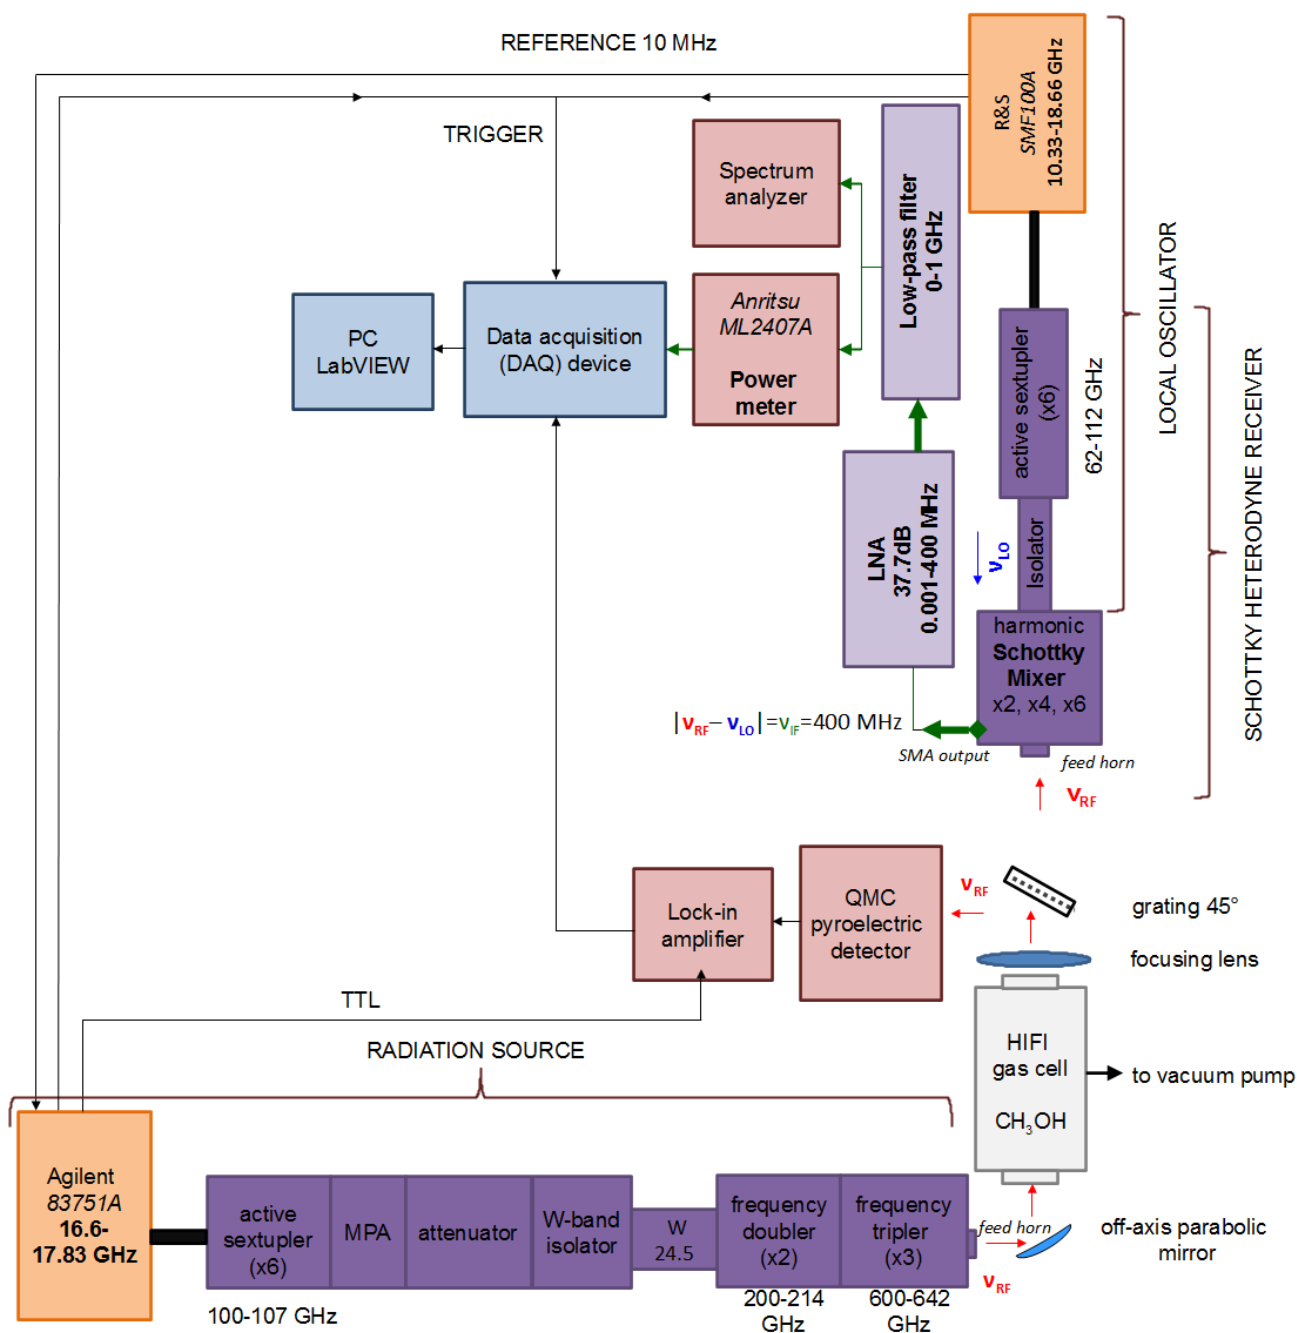 REFERENCE 10 MHz
TRIGGER
R&S
SMF100A
10.33-18.66 GHz
Spectrum
analyzer
Low-pass filter
0-1 GHz
Anritsu
ML2407A
Power
meter
Data acquisition
(DAQ) device
PC
LabVIEW
active sextupler
(x6)
62-112 GHz
LOCAL OSCILLATOR
SCHOTTKY HETERODYNE RECEIVER
LNA
37.7dB
0.001-400 MHz
νLO
Isolator
harmonic
Schottky
Mixer
x2, x4, x6
|νRF – νLO|=νIF=400 MHz
SMA output
feed horn
νRF
νRF
grating 45°
QMC
pyroelectric
detector
Lock-in
amplifier
focusing lens
TTL
RADIATION SOURCE
HIFI
gas cell
CH3OH
to vacuum pump
Agilent
83751A
16.6-
17.83 GHz
active
sextupler
(x6)
MPA
attenuator
W-band
isolator
W
24.5
frequency
doubler
(x2)
frequency
tripler
(x3)
feed horn
νRF
off-axis parabolic
mirror
100-107 GHz
200-214
GHz
600-642
GHz